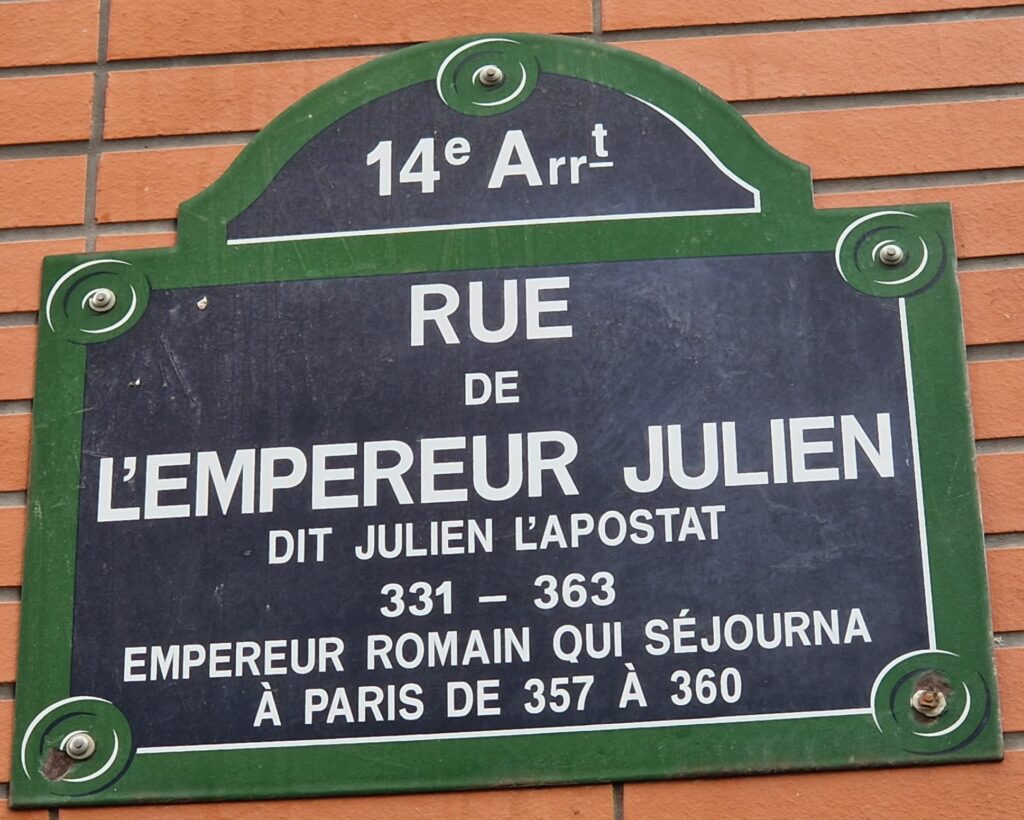 14e Arrt
RUE
DE
L'EMPEREUR JULIEN
DIT JULIEN L'APOSTAT
331 – 363
EMPEREUR ROMAIN QUI SÉJOURNA
À PARIS DE 357 À 360